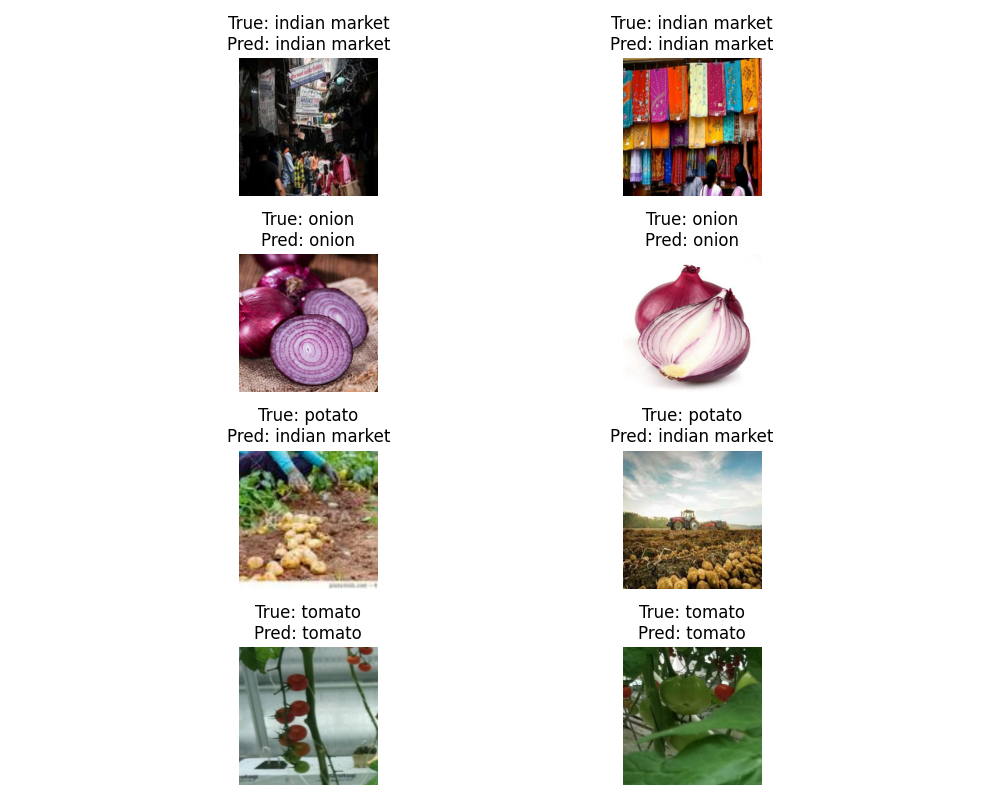 True: indian market
Pred: indian market
True: indian market
Pred: indian market
True: onion
Pred: onion
True: onion
Pred: onion
True: potato
Pred: indian market
True: potato
Pred: indian market
True: tomato
Pred: tomato
True: tomato
Pred: tomato